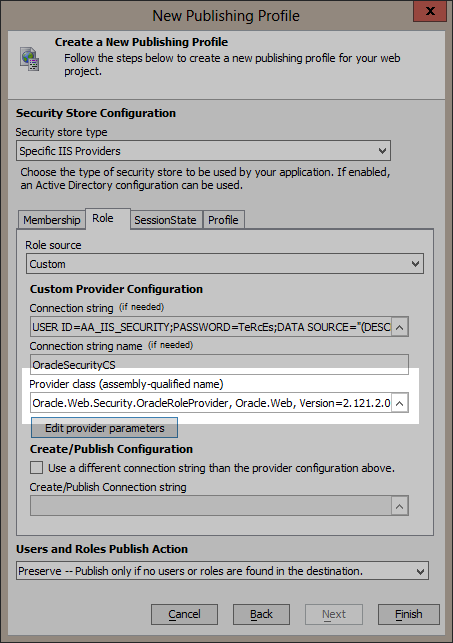 New Publishing Profile
x
Create a New Publishing Profile
Follow the steps below to create a new publishing profile for your web
project.
Security Store Configuration
Security store type
Specific IIS Providers
Choose the type of security store to be used by your application. If enabled,
an Active Directory configuration can be used.
Membership Role SessionState Profile
Role source
Custom
Custom Provider Configuration
Connection string (if needed)
USER ID=AA_IIS_SECURITY;PASSWORD=TeRcEs;DATA SOURCE="(DESC
Connection string name (if needed)
OracleSecurityCS
Provider class (assembly-qualified name)
Oracle.Web.Security.OracleRoleProvider, Oracle.Web, Version=2.121.2.0
Edit provider parameters
Create/Publish Configuration
Use a different connection string than the provider configuration above.
Create/Publish Connection string
Users and Roles Publish Action
Preserve -- Publish only if no users or roles are found in the destination.
Cancel Back Next Finish